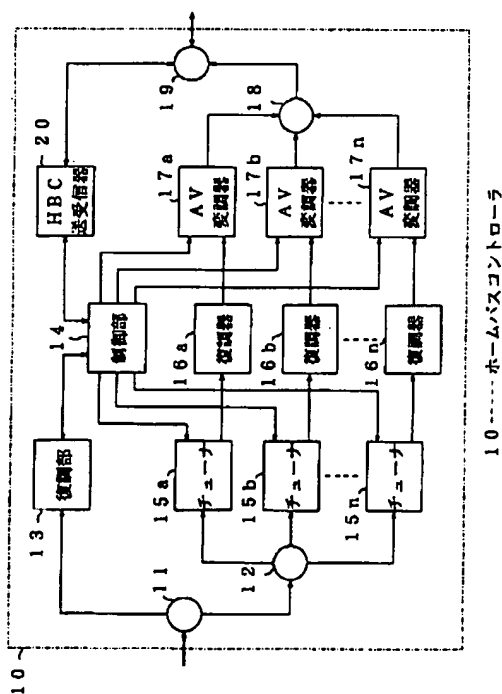 10
11
12
13
復調部
14
制御部
20
HBC
送受信器
19
18
15a
チューナ
15b
チューナ
15n
チューナ
16a
復調器
16b
復調器
16n
復調器
17a
AV
変調器
17b
AV
変調器
17n
AV
変調器
10-----ホームバスコントローラ